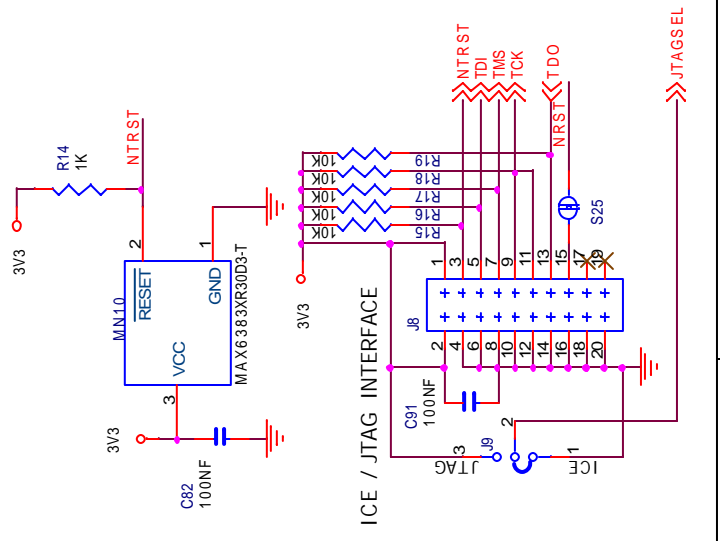 R14
1K
NTRST
3V3
2
1
MN10
RESET
GND
VCC
MAX6383XR30D3-T
3
3V3
C82
100NF
ICE / JTAG INTERFACE
3V3
10K
10K
10K
10K
10K
R19
R18
R17
R16
R15
NTRST
TDI
TMS
TCK
TDO
NRST
JTAGSEL
S25
1
3
5
7
9
11
13
15
17
19
J8
2
4
6
8
10
12
14
16
18
20
C91
100NF
J9
3
2
1
JTAG
ICE